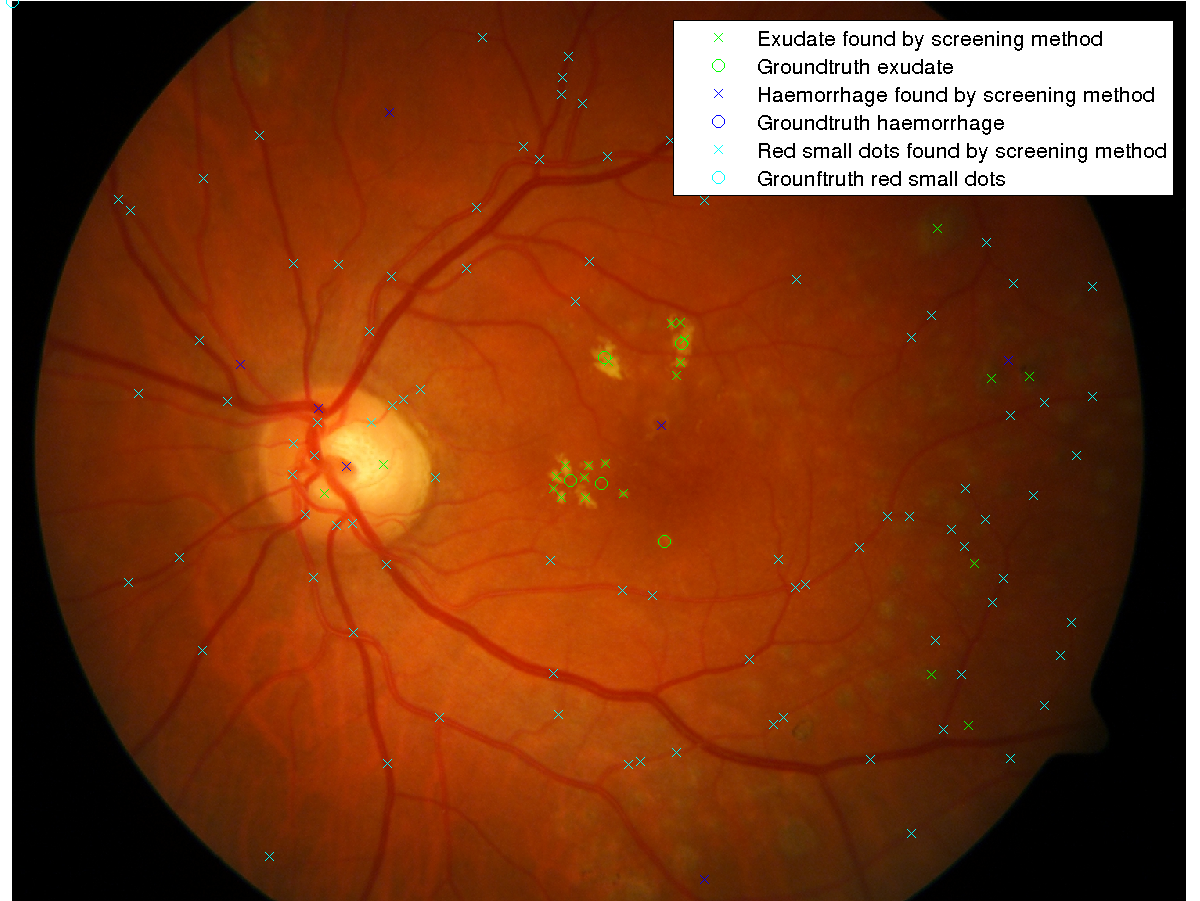 Exudate found by screening method
Groundtruth exudate
Haemorrhage found by screening method
Groundtruth haemorrhage
Red small dots found by screening method
Grounftruth red small dots